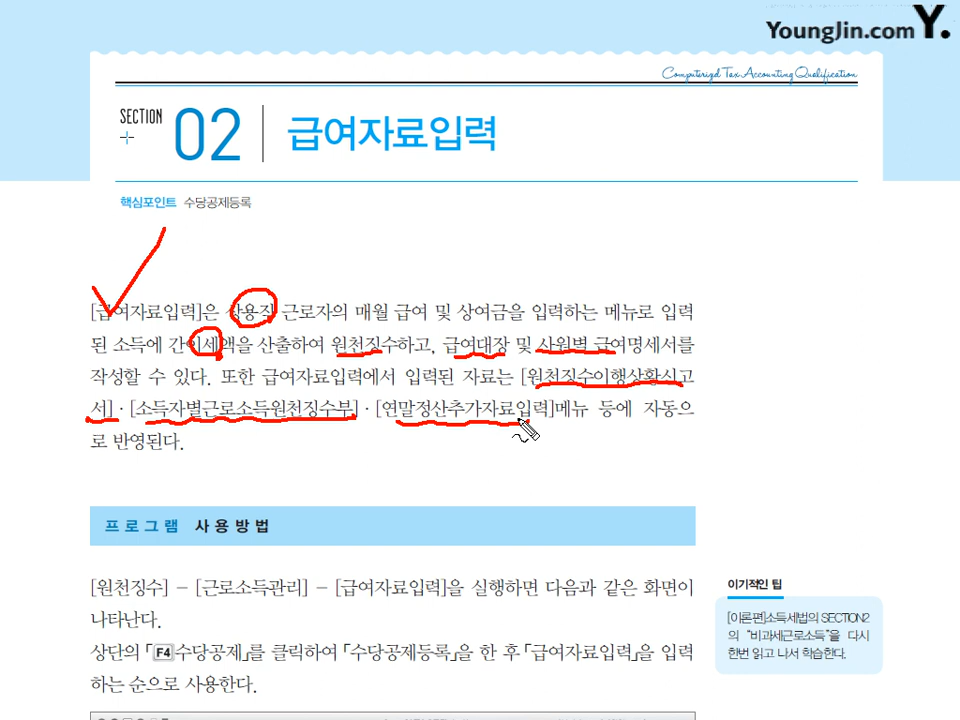 YoungJin.com Y.
Computerized Tax Accounting Qualification
SECTION 02 급여자료입력
핵심포인트 수당공제등록
[급여자료입력]은 상용직 근로자의 매월 급여 및 상여금을 입력하는 메뉴로 입력
된 소득에 간이세액을 산출하여 원천징수하고, 급여대장 및 사원별 급여명세서를
작성할 수 있다. 또한 급여자료입력에서 입력된 자료는 [원천징수이행상황신고
서] · [소득자별근로소득원천징수부] · [연말정산추가자료입력]메뉴 등에 자동으
로 반영된다.
프로그램 사용방법
[원천징수] – [근로소득관리] – [급여자료입력]을 실행하면 다음과 같은 화면이
나타난다.
상단의 「F4수당공제」를 클릭하여 「수당공제등록」을 한 후 「급여자료입력」을 입력
하는 순으로 사용한다.
이기적인 팁
[이론편]소득세법의 SECTION2
의 “비과세근로소득”을 다시
한번 읽고 나서 학습한다.